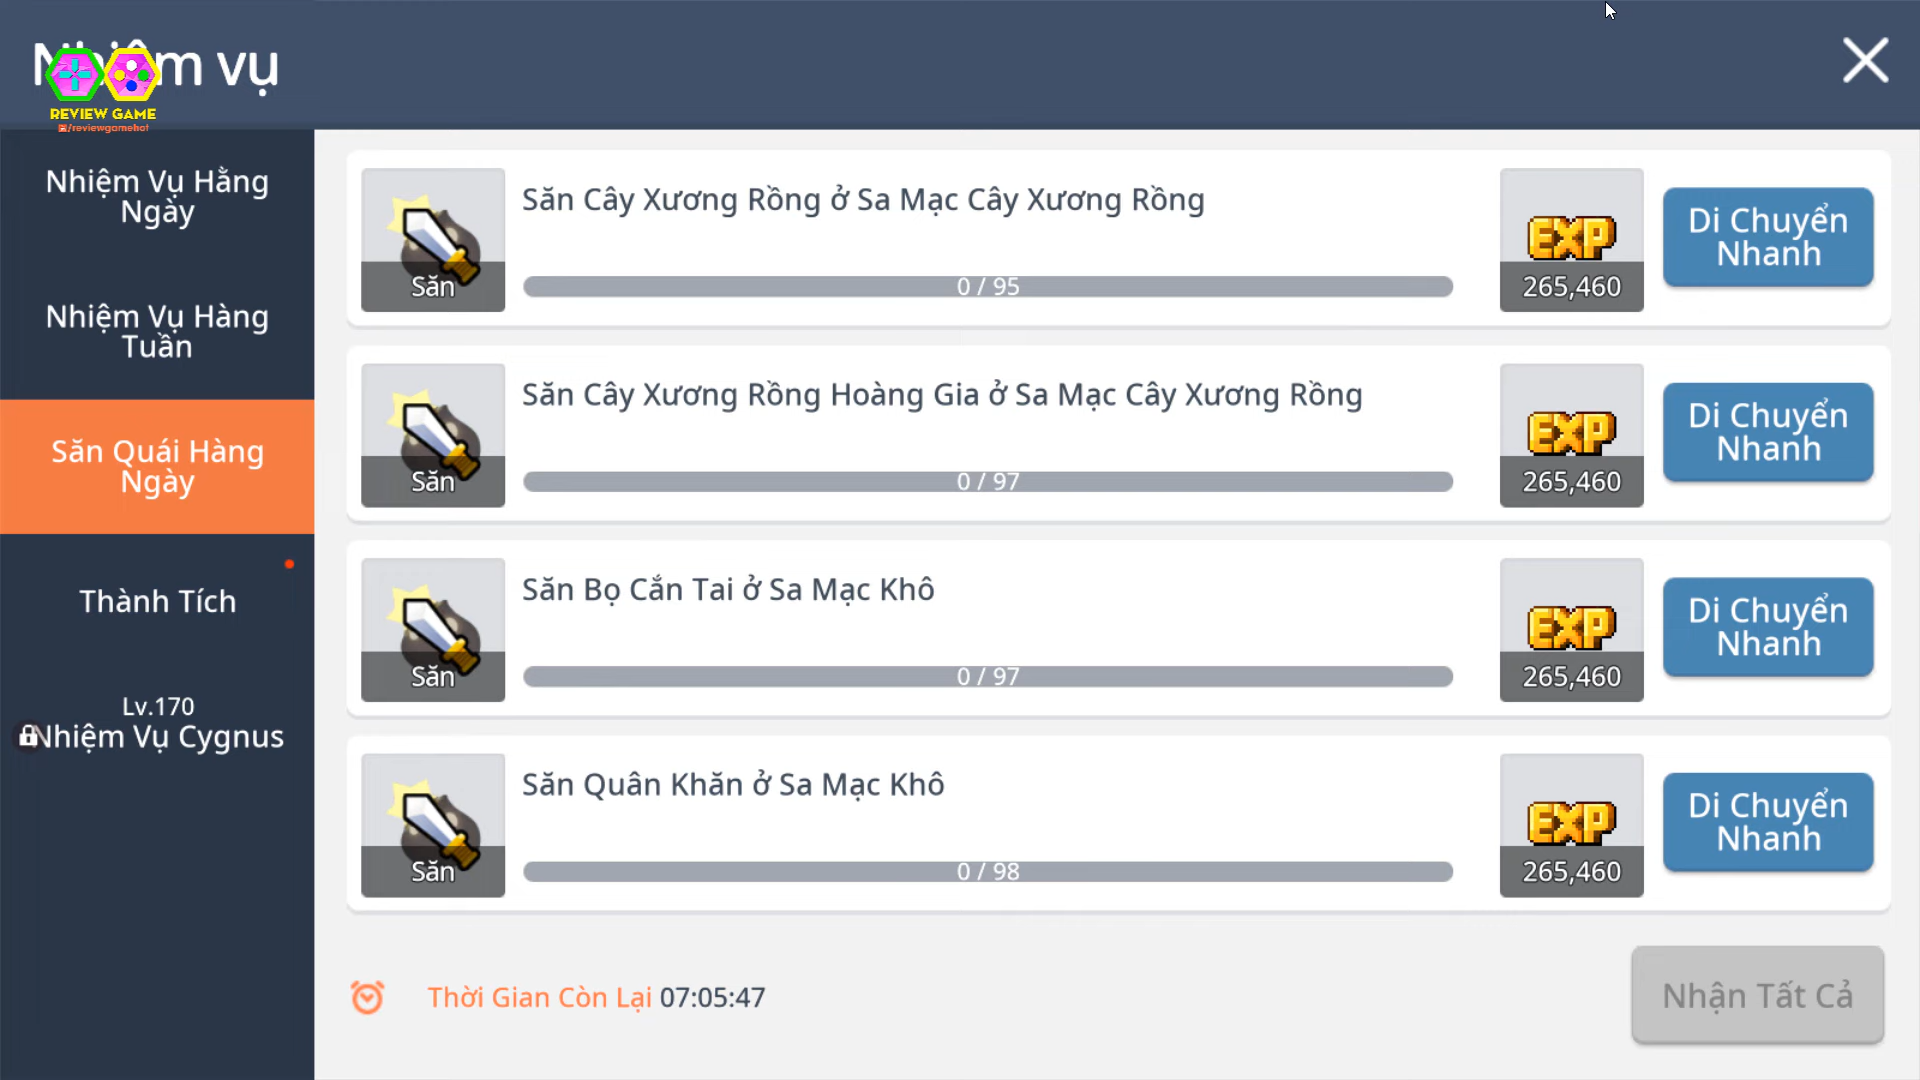 Nhiệm vụ
REVIEW GAME
/reviewgamehot
Nhiệm Vụ Hằng
Ngày
Nhiệm Vụ Hàng
Tuần
Săn Quái Hàng
Ngày
Thành Tích
Lv.170
Nhiệm Vụ Cygnus
Săn Cây Xương Rồng ở Sa Mạc Cây Xương Rồng
Săn
0 / 95
EXP
265,460
Di Chuyển
Nhanh
Săn Cây Xương Rồng Hoàng Gia ở Sa Mạc Cây Xương Rồng
Săn
0 / 97
EXP
265,460
Di Chuyển
Nhanh
Săn Bọ Cắn Tai ở Sa Mạc Khô
Săn
0 / 97
EXP
265,460
Di Chuyển
Nhanh
Săn Quân Khăn ở Sa Mạc Khô
Săn
0 / 98
EXP
265,460
Di Chuyển
Nhanh
Thời Gian Còn Lại 07:05:47
Nhận Tất Cả